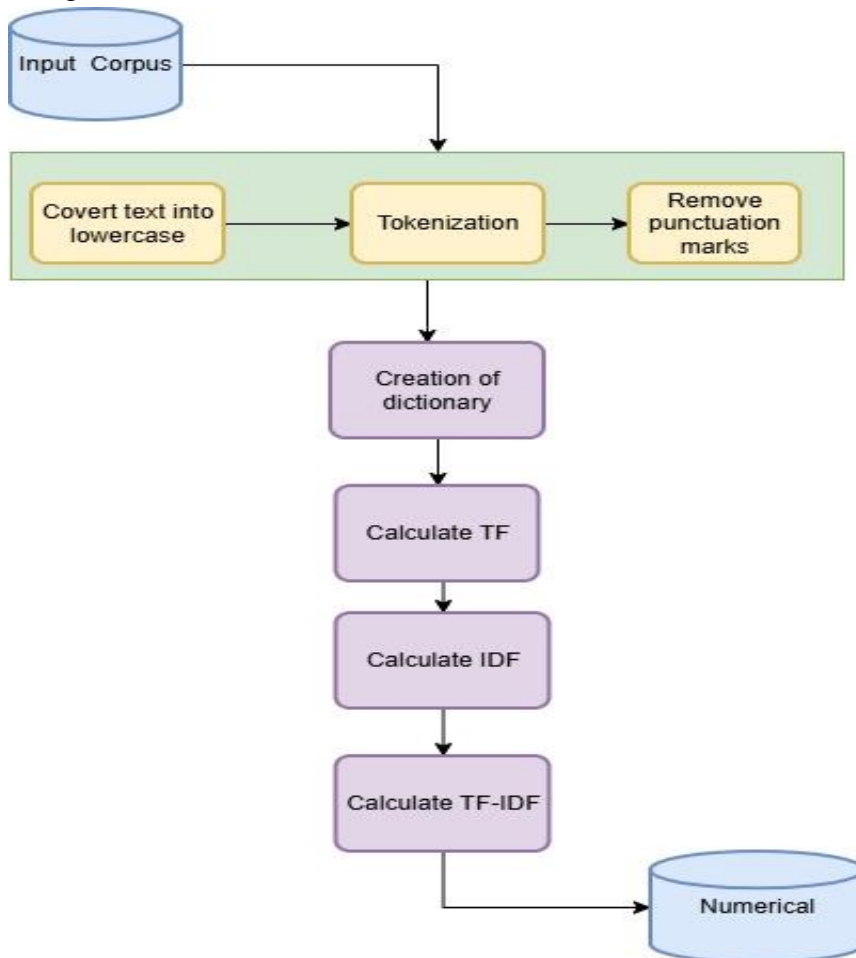 Input Corpus
Covert text into
lowercase
Tokenization
Remove
punctuation
marks
Creation of
dictionary
Calculate TF
Calculate IDF
Calculate TF-IDF
Numerical